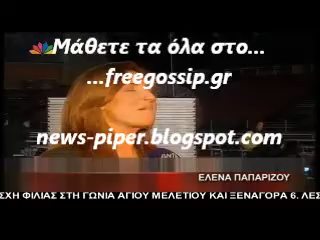 Μάθετε τα όλα στο...
...freegossip.gr
news-piper.blogspot.com
ΕΛΕΝΑ ΠΑΠΑΡΙΖΟΥ
ΣΧΗ ΦΙΛΙΑΣ ΣΤΗ ΓΩΝΙΑ ΑΓΙΟΥ ΜΕΛΕΤΙΟΥ ΚΑΙ ΞΕΝΑΓΟΡΑ 6. ΛΕΣ